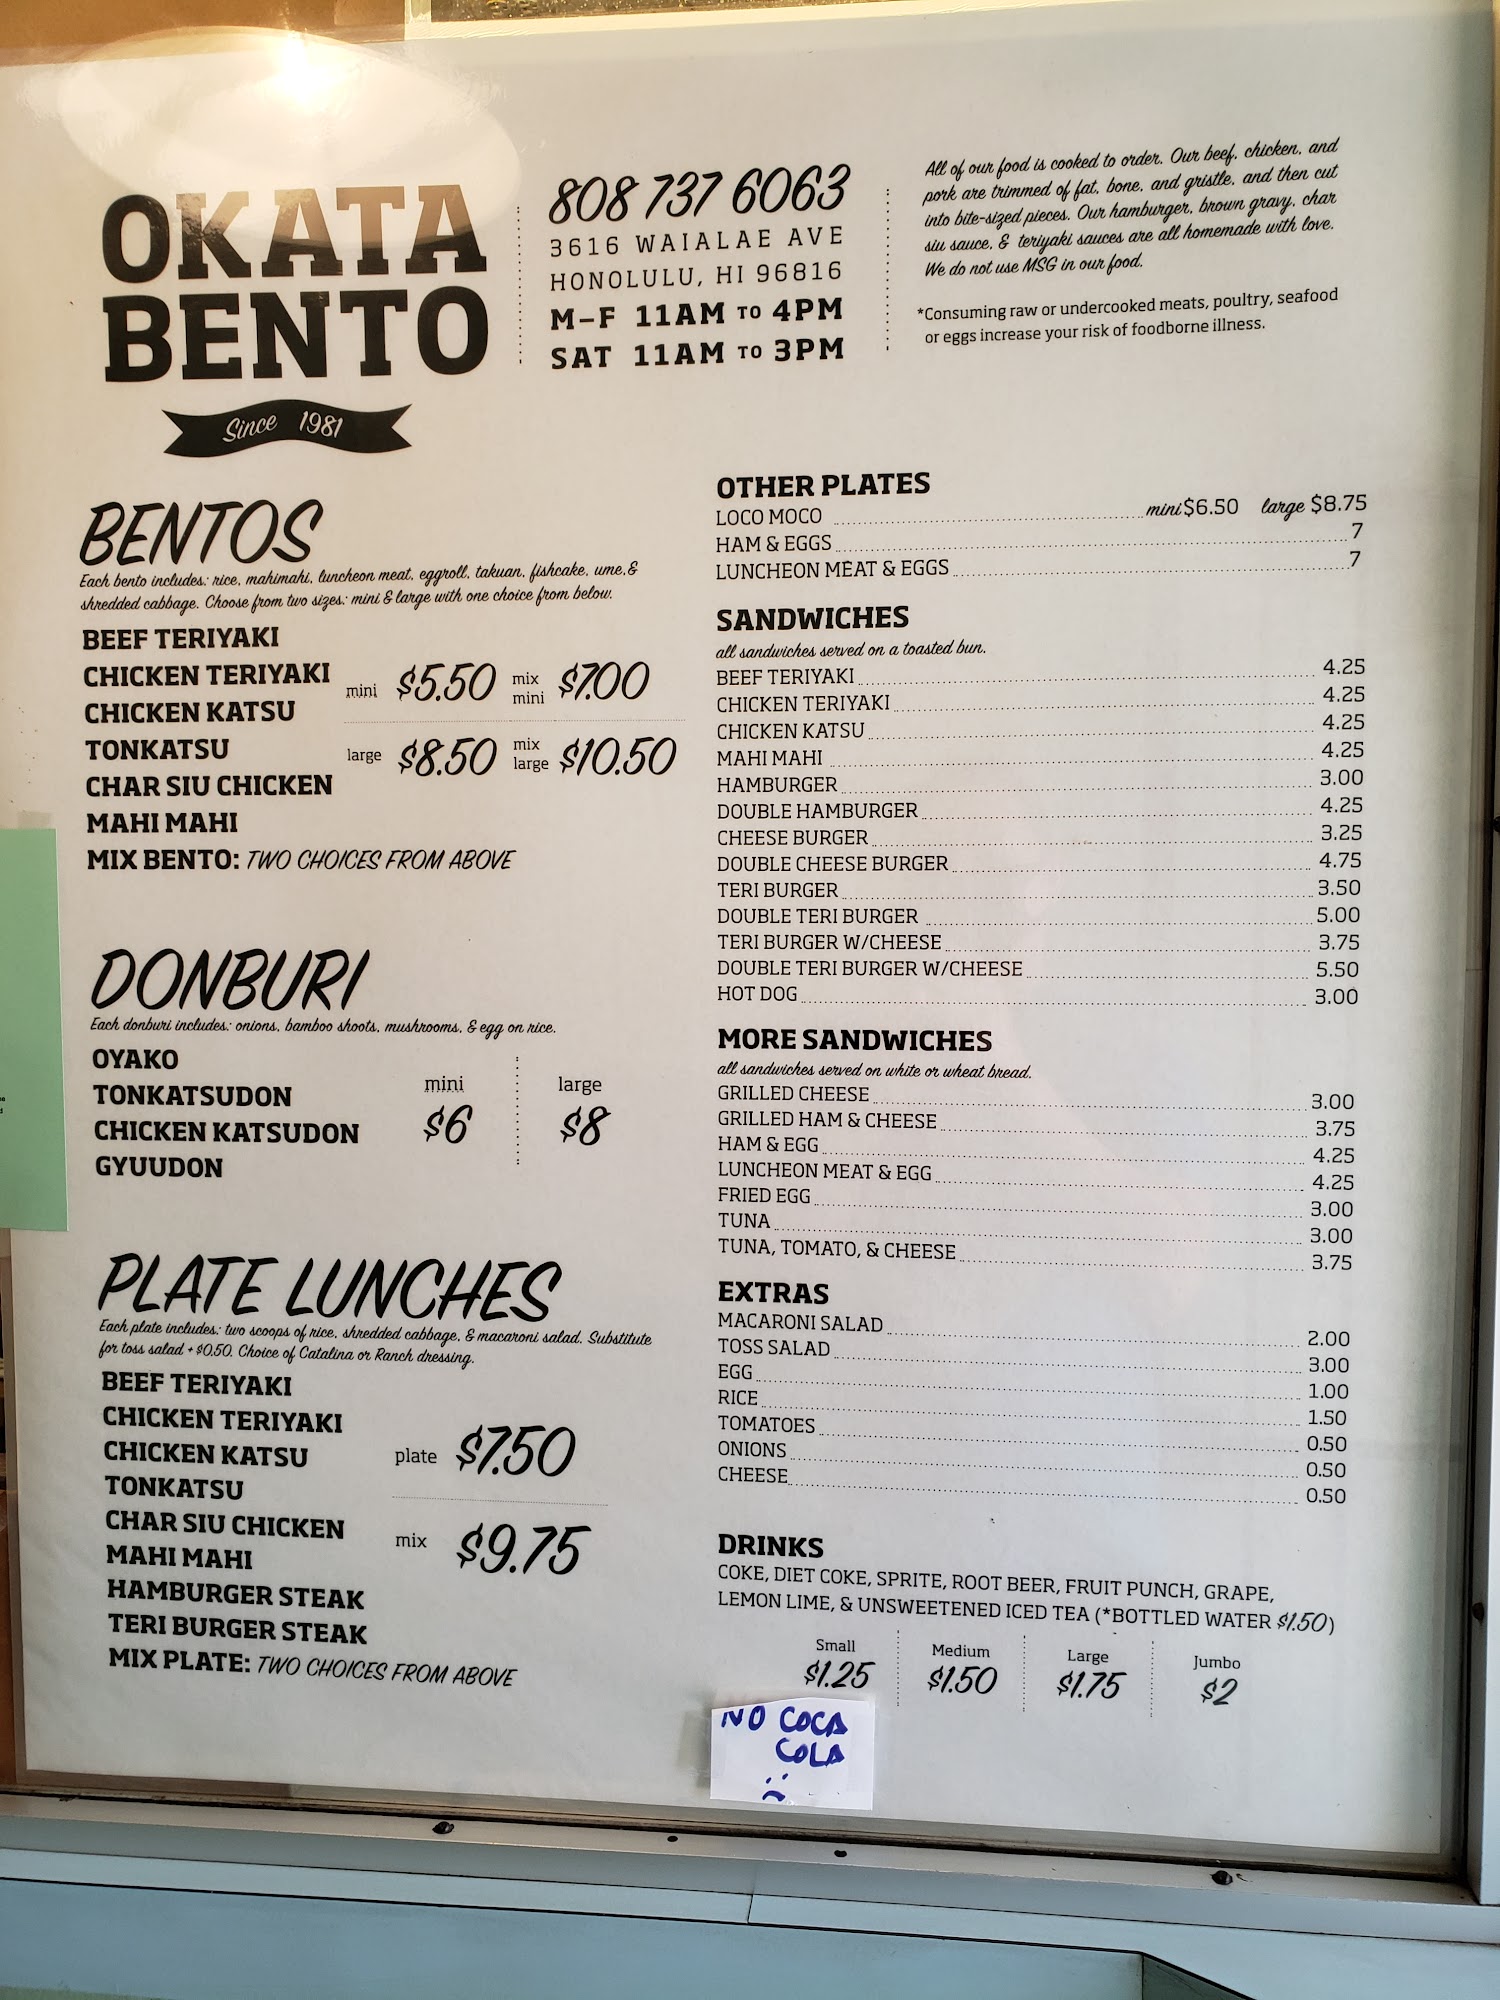 OKATA
BENTO
Since 1981
808 737 6063
3616 WAIALAE AVE
HONOLULU, HI 96816
M-F 11AM TO 4PM
SAT 11AM TO 3PM
All of our food is cooked to order. Our beef, chicken, and
pork are trimmed of fat, bone, and gristle, and then cut
into bite-sized pieces. Our hamburger, brown gravy, char
siu sauce, & teriyaki sauces are all homemade with love.
We do not use MSG in our food.
*Consuming raw or undercooked meats, poultry, seafood
or eggs increase your risk of foodborne illness.
BENTOS
Each bento includes: rice, mahimahi, luncheon meat, eggroll, takuan, fishcake, ume, &
shredded cabbage. Choose from two sizes: mini & large with one choice from below.
BEEF TERIYAKI
CHICKEN TERIYAKI
CHICKEN KATSU
TONKATSU
CHAR SIU CHICKEN
MAHI MAHI
MIX BENTO: TWO CHOICES FROM ABOVE
mini $5.50 mix mini $7.00
large $8.50 mix large $10.50
DONBURI
Each donburi includes: onions, bamboo shoots, mushrooms, & egg on rice.
OYAKO
TONKATSUDON
CHICKEN KATSUDON
GYUUDON
mini large
$6 $8
PLATE LUNCHES
Each plate includes: two scoops of rice, shredded cabbage, & macaroni salad. Substitute
for toss salad + $0.50. Choice of Catalina or Ranch dressing.
BEEF TERIYAKI
CHICKEN TERIYAKI
CHICKEN KATSU
TONKATSU
CHAR SIU CHICKEN
MAHI MAHI
HAMBURGER STEAK
TERI BURGER STEAK
MIX PLATE: TWO CHOICES FROM ABOVE
plate $7.50
mix $9.75
OTHER PLATES
LOCO MOCO mini $6.50 large $8.75
HAM & EGGS 7
LUNCHEON MEAT & EGGS 7
SANDWICHES
all sandwiches served on a toasted bun.
BEEF TERIYAKI 4.25
CHICKEN TERIYAKI 4.25
CHICKEN KATSU 4.25
MAHI MAHI 4.25
HAMBURGER 3.00
DOUBLE HAMBURGER 4.25
CHEESE BURGER 3.25
DOUBLE CHEESE BURGER 4.75
TERI BURGER 3.50
DOUBLE TERI BURGER 5.00
TERI BURGER W/CHEESE 3.75
DOUBLE TERI BURGER W/CHEESE 5.50
HOT DOG 3.00
MORE SANDWICHES
all sandwiches served on white or wheat bread.
GRILLED CHEESE 3.00
GRILLED HAM & CHEESE 3.75
HAM & EGG 4.25
LUNCHEON MEAT & EGG 4.25
FRIED EGG 3.00
TUNA 3.00
TUNA, TOMATO, & CHEESE 3.75
EXTRAS
MACARONI SALAD 2.00
TOSS SALAD 3.00
EGG 1.00
RICE 1.50
TOMATOES 0.50
ONIONS 0.50
CHEESE 0.50
DRINKS
COKE, DIET COKE, SPRITE, ROOT BEER, FRUIT PUNCH, GRAPE,
LEMON LIME, & UNSWEETENED ICED TEA (*BOTTLED WATER $1.50)
Small Medium Large Jumbo
$1.25 $1.50 $1.75 $2
NO COCA
COLA